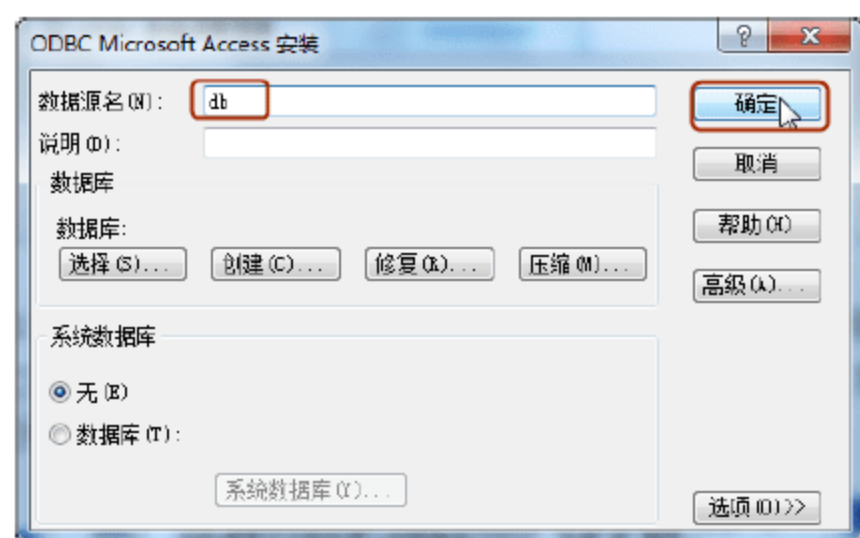 ODBC Microsoft Access 安装
数据源名(N): db
确定
说明(D):
取消
数据库
数据库:
帮助(H)
选择(S)... 创建(C)... 修复(R)... 压缩(M)...
高级(A)...
系统数据库
无(E)
数据库(T):
系统数据库(Y)...
选项(O)>>